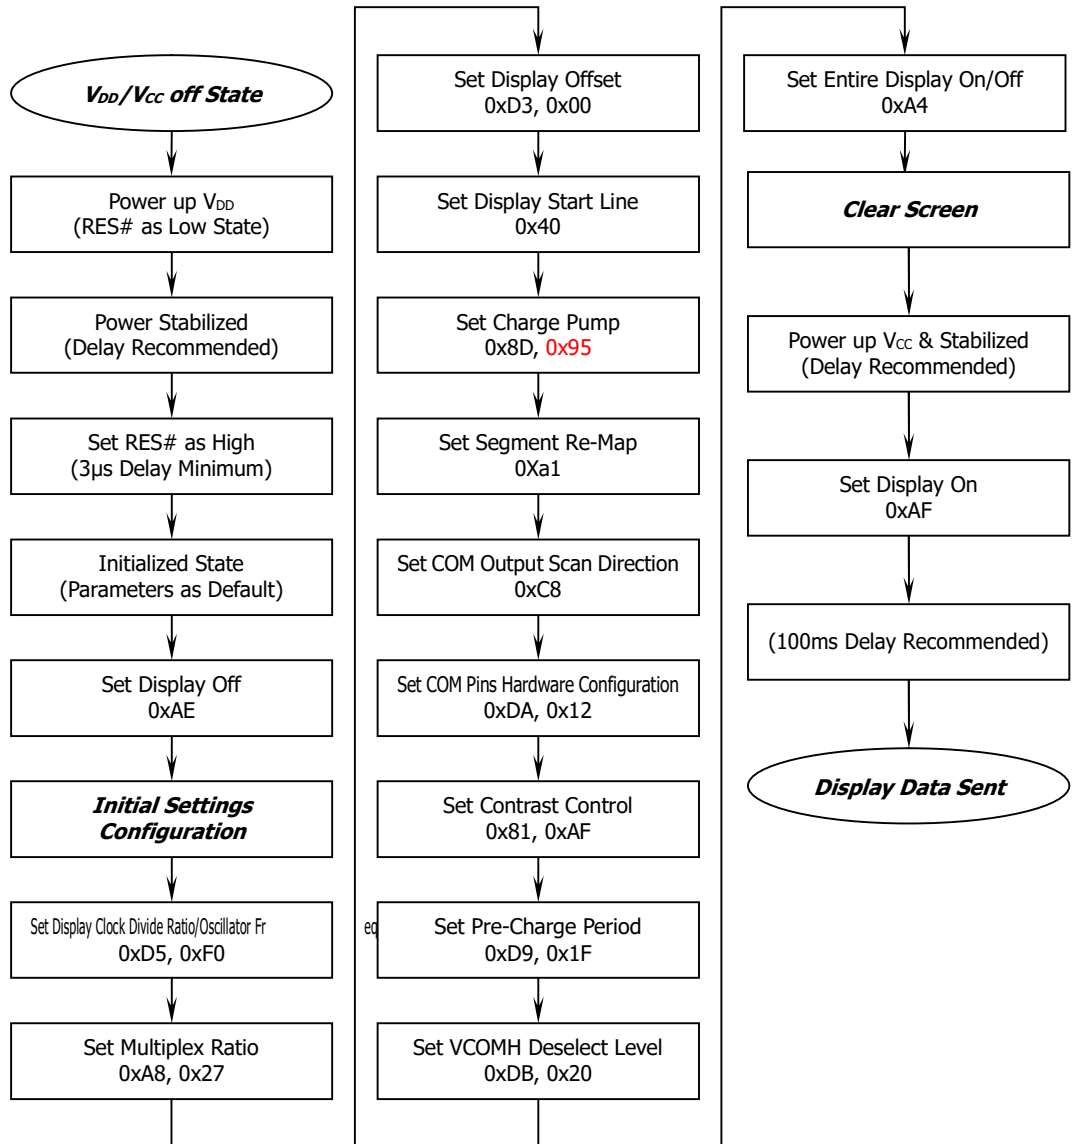 V_DD/V_CC off State
Power up V_DD
(RES# as Low State)
Power Stabilized
(Delay Recommended)
Set RES# as High
(3μs Delay Minimum)
Initialized State
(Parameters as Default)
Set Display Off
0xAE
Initial Settings
Configuration
Set Display Clock Divide Ratio/Oscillator Fr
0xD5, 0xF0
Set Multiplex Ratio
0xA8, 0x27
Set Display Offset
0xD3, 0x00
Set Display Start Line
0x40
Set Charge Pump
0x8D, 0x95
Set Segment Re-Map
0Xa1
Set COM Output Scan Direction
0xC8
Set COM Pins Hardware Configuration
0xDA, 0x12
Set Contrast Control
0x81, 0xAF
eq
Set Pre-Charge Period
0xD9, 0x1F
Set VCOMH Deselect Level
0xDB, 0x20
Set Entire Display On/Off
0xA4
Clear Screen
Power up V_CC & Stabilized
(Delay Recommended)
Set Display On
0xAF
(100ms Delay Recommended)
Display Data Sent